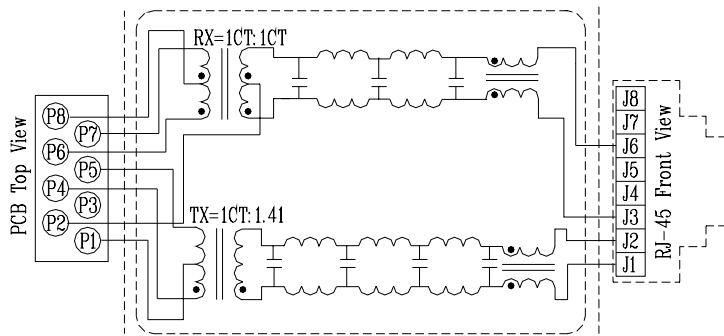 RX=1CT:1CT
P8
P7
P6
P5
P4
P3
P2
P1
PCB Top View
TX=1CT:1.41
J8
J7
J6
J5
J4
J3
J2
J1
RJ-45 Front View